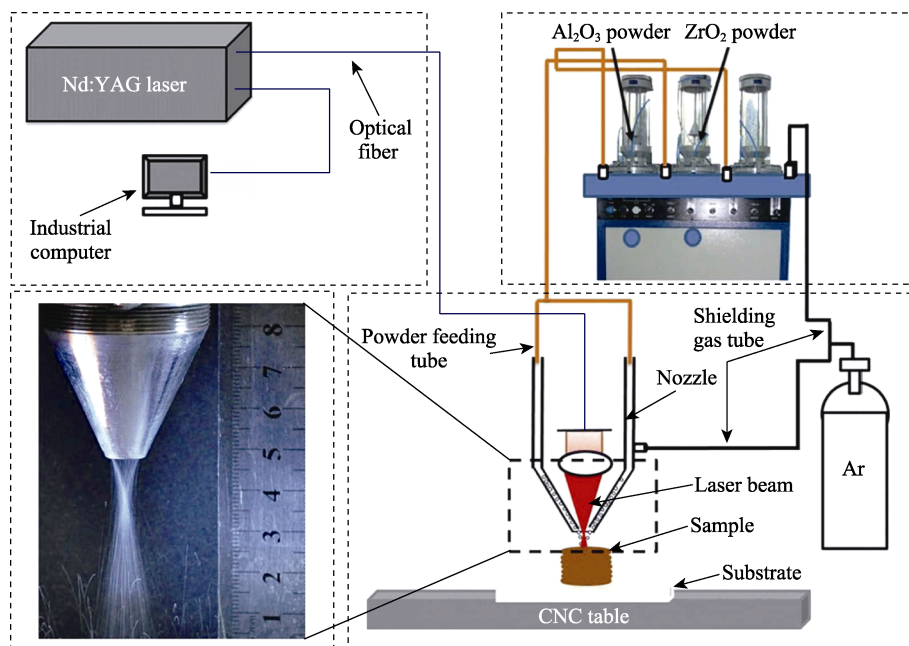 Al₂O₃ powder
ZrO₂ powder
Nd:YAG laser
Optical
fiber
Industrial
computer
Powder feeding
tube
Shielding
gas tube
Nozzle
Ar
Laser beam
Sample
Substrate
CNC table
8
7
6
5
4
3
2
1